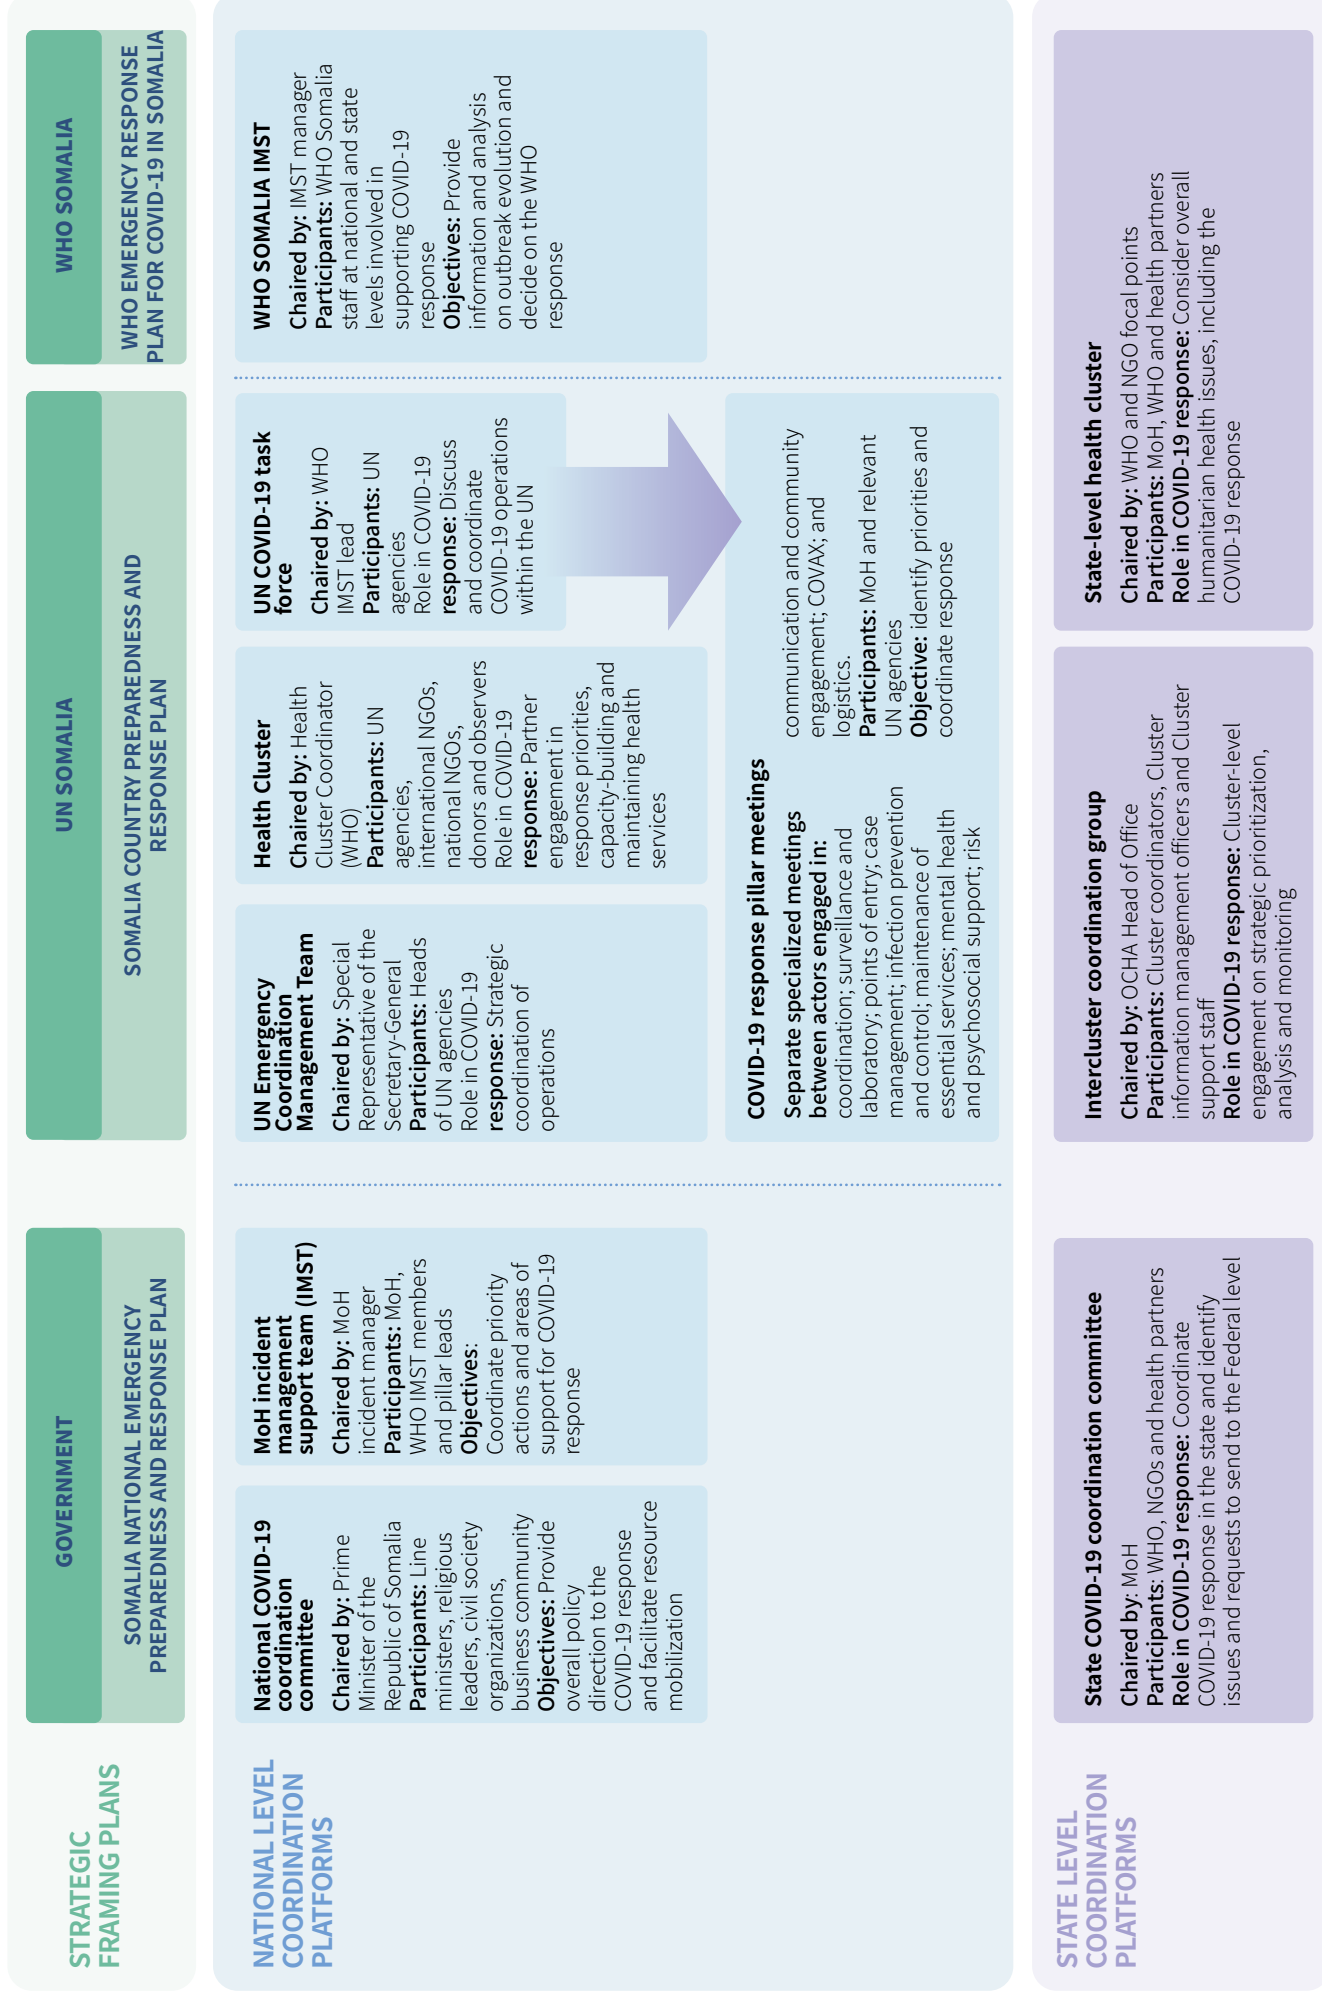 STRATEGIC
FRAMING PLANS
GOVERNMENT
SOMALIA NATIONAL EMERGENCY
PREPAREDNESS AND RESPONSE PLAN
UN SOMALIA
SOMALIA COUNTRY PREPAREDNESS AND
RESPONSE PLAN
WHO SOMALIA
WHO EMERGENCY RESPONSE
PLAN FOR COVID-19 IN SOMALIA
NATIONAL LEVEL
COORDINATION
PLATFORMS
National COVID-19
coordination
committee
Chaired by: Prime
Minister of the
Republic of Somalia
Participants: Line
ministers, religious
leaders, civil society
organizations,
business community
Objectives: Provide
overall policy
direction to the
COVID-19 response
and facilitate resource
mobilization
MoH incident
management
support team (IMST)
Chaired by: MoH
incident manager
Participants: MoH,
WHO IMST members
and pillar leads
Objectives:
Coordinate priority
actions and areas of
support for COVID-19
response
UN Emergency
Coordination
Management Team
Chaired by: Special
Representative of the
Secretary-General
Participants: Heads
of UN agencies
Role in COVID-19
response: Strategic
coordination of
operations
Health Cluster
Chaired by: Health
Cluster Coordinator
(WHO)
Participants: UN
agencies,
international NGOs,
national NGOs,
donors and observers
Role in COVID-19
response: Partner
engagement in
response priorities,
capacity-building and
maintaining health
services
UN COVID-19 task
force
Chaired by: WHO
IMST lead
Participants: UN
agencies
Role in COVID-19
response: Discuss
and coordinate
COVID-19 operations
within the UN
WHO SOMALIA IMST
Chaired by: IMST manager
Participants: WHO Somalia
staff at national and state
levels involved in
supporting COVID-19
response
Objectives: Provide
information and analysis
on outbreak evolution and
decide on the WHO
response
COVID-19 response pillar meetings
Separate specialized meetings
between actors engaged in:
coordination; surveillance and
laboratory; points of entry; case
management; infection prevention
and control; maintenance of
essential services; mental health
and psychosocial support; risk
communication and community
engagement; COVAX; and
logistics.
Participants: MoH and relevant
UN agencies
Objective: identify priorities and
coordinate response
STATE LEVEL
COORDINATION
PLATFORMS
State COVID-19 coordination committee
Chaired by: MoH
Participants: WHO, NGOs and health partners
Role in COVID-19 response: Coordinate
COVID-19 response in the state and identify
issues and requests to send to the Federal level
Intercluster coordination group
Chaired by: OCHA Head of Office
Participants: Cluster coordinators, Cluster
information management officers and Cluster
support staff
Role in COVID-19 response: Cluster-level
engagement on strategic prioritization,
analysis and monitoring
State-level health cluster
Chaired by: WHO and NGO focal points
Participants: MoH, WHO and health partners
Role in COVID-19 response: Consider overall
humanitarian health issues, including the
COVID-19 response